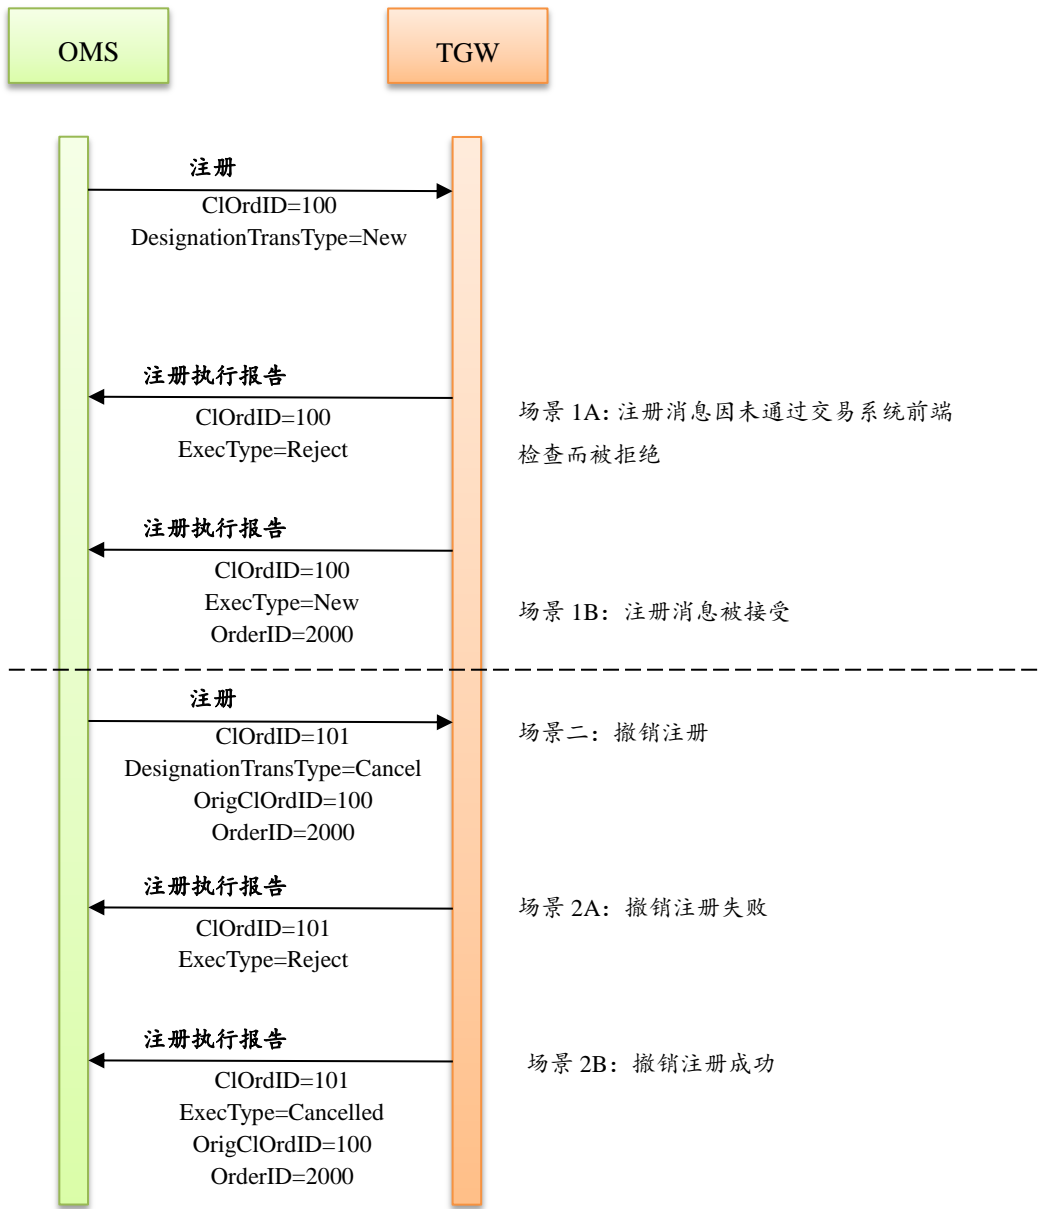 OMS
TGW
注册
ClOrdID=100
DesignationTransType=New
注册执行报告
ClOrdID=100
ExecType=Reject
场景 1A：注册消息因未通过交易系统前端
检查而被拒绝
注册执行报告
ClOrdID=100
ExecType=New
OrderID=2000
场景 1B：注册消息被接受
注册
ClOrdID=101
DesignationTransType=Cancel
OrigClOrdID=100
OrderID=2000
场景二：撤销注册
注册执行报告
ClOrdID=101
ExecType=Reject
场景 2A：撤销注册失败
注册执行报告
ClOrdID=101
ExecType=Cancelled
OrigClOrdID=100
OrderID=2000
场景 2B：撤销注册成功